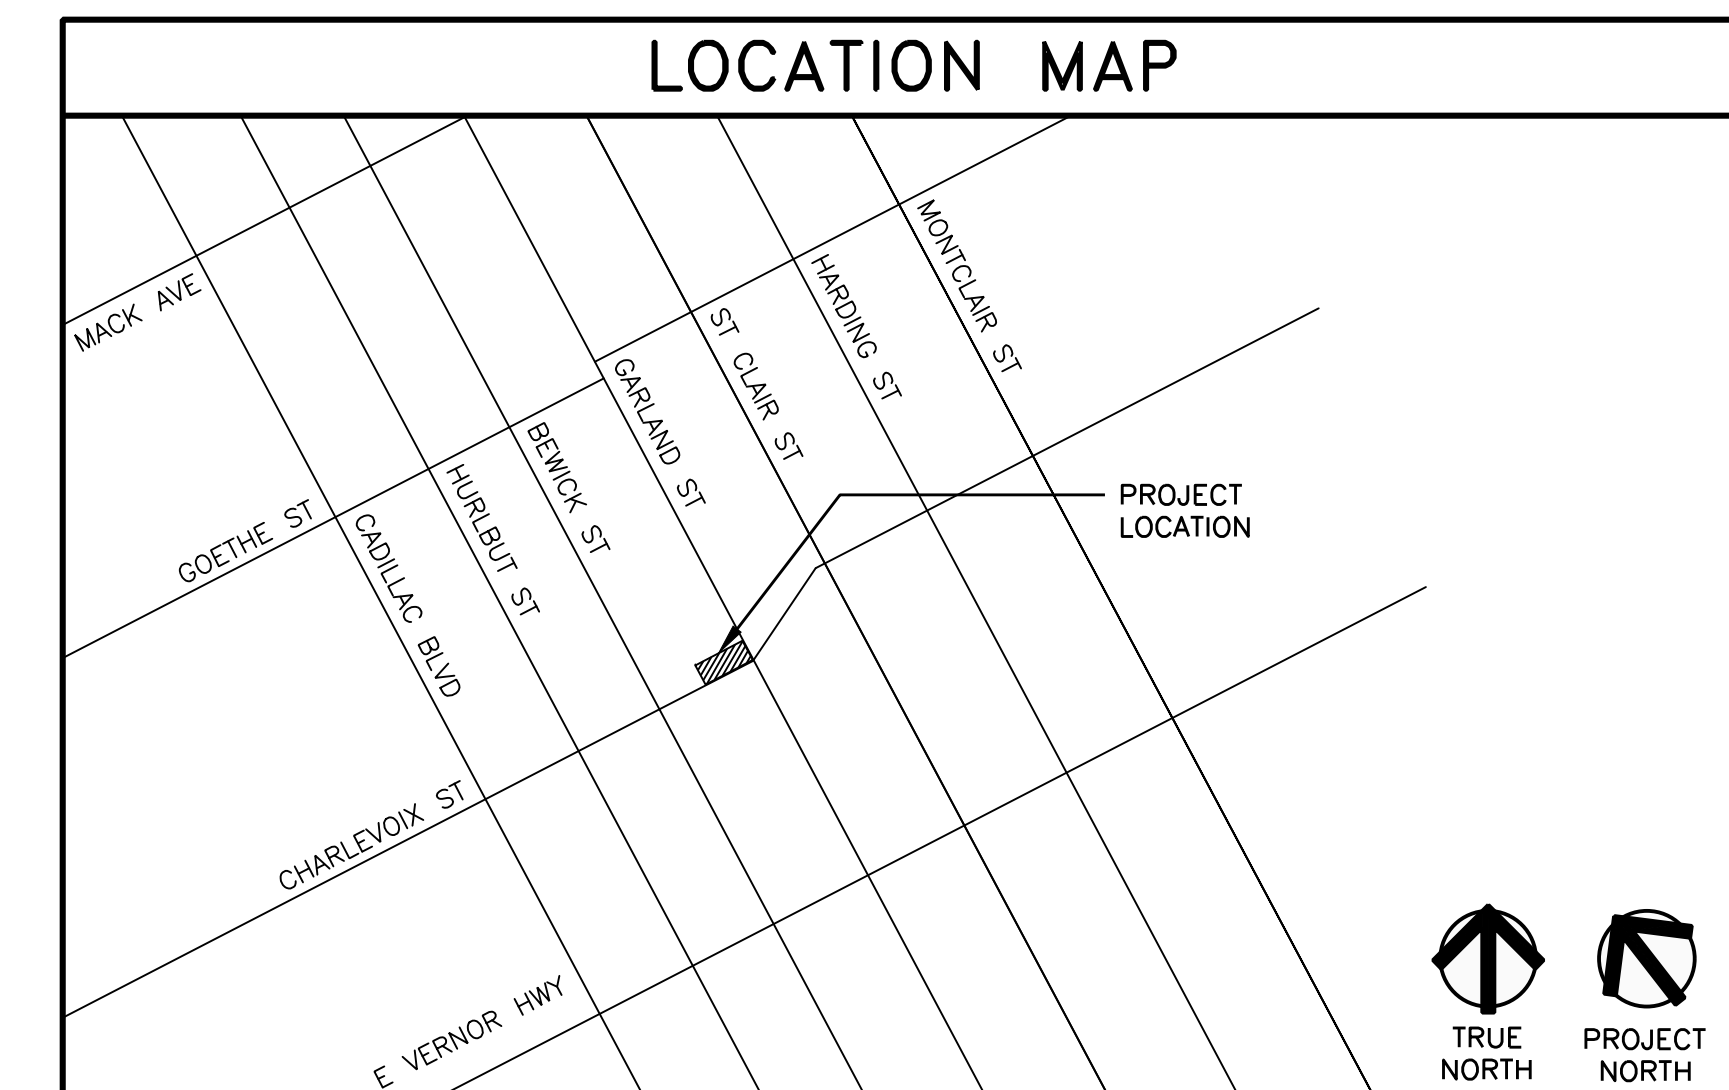 LOCATION MAP
MACK AVE
GOETHE ST
CHARLEVOIX ST
E VERNOR HWY
CADILLAC BLVD
HURLBUT ST
BEWICK ST
GARLAND ST
ST CLAIR ST
HARDING ST
MONTCLAIR ST
PROJECT
LOCATION
TRUE
NORTH
PROJECT
NORTH